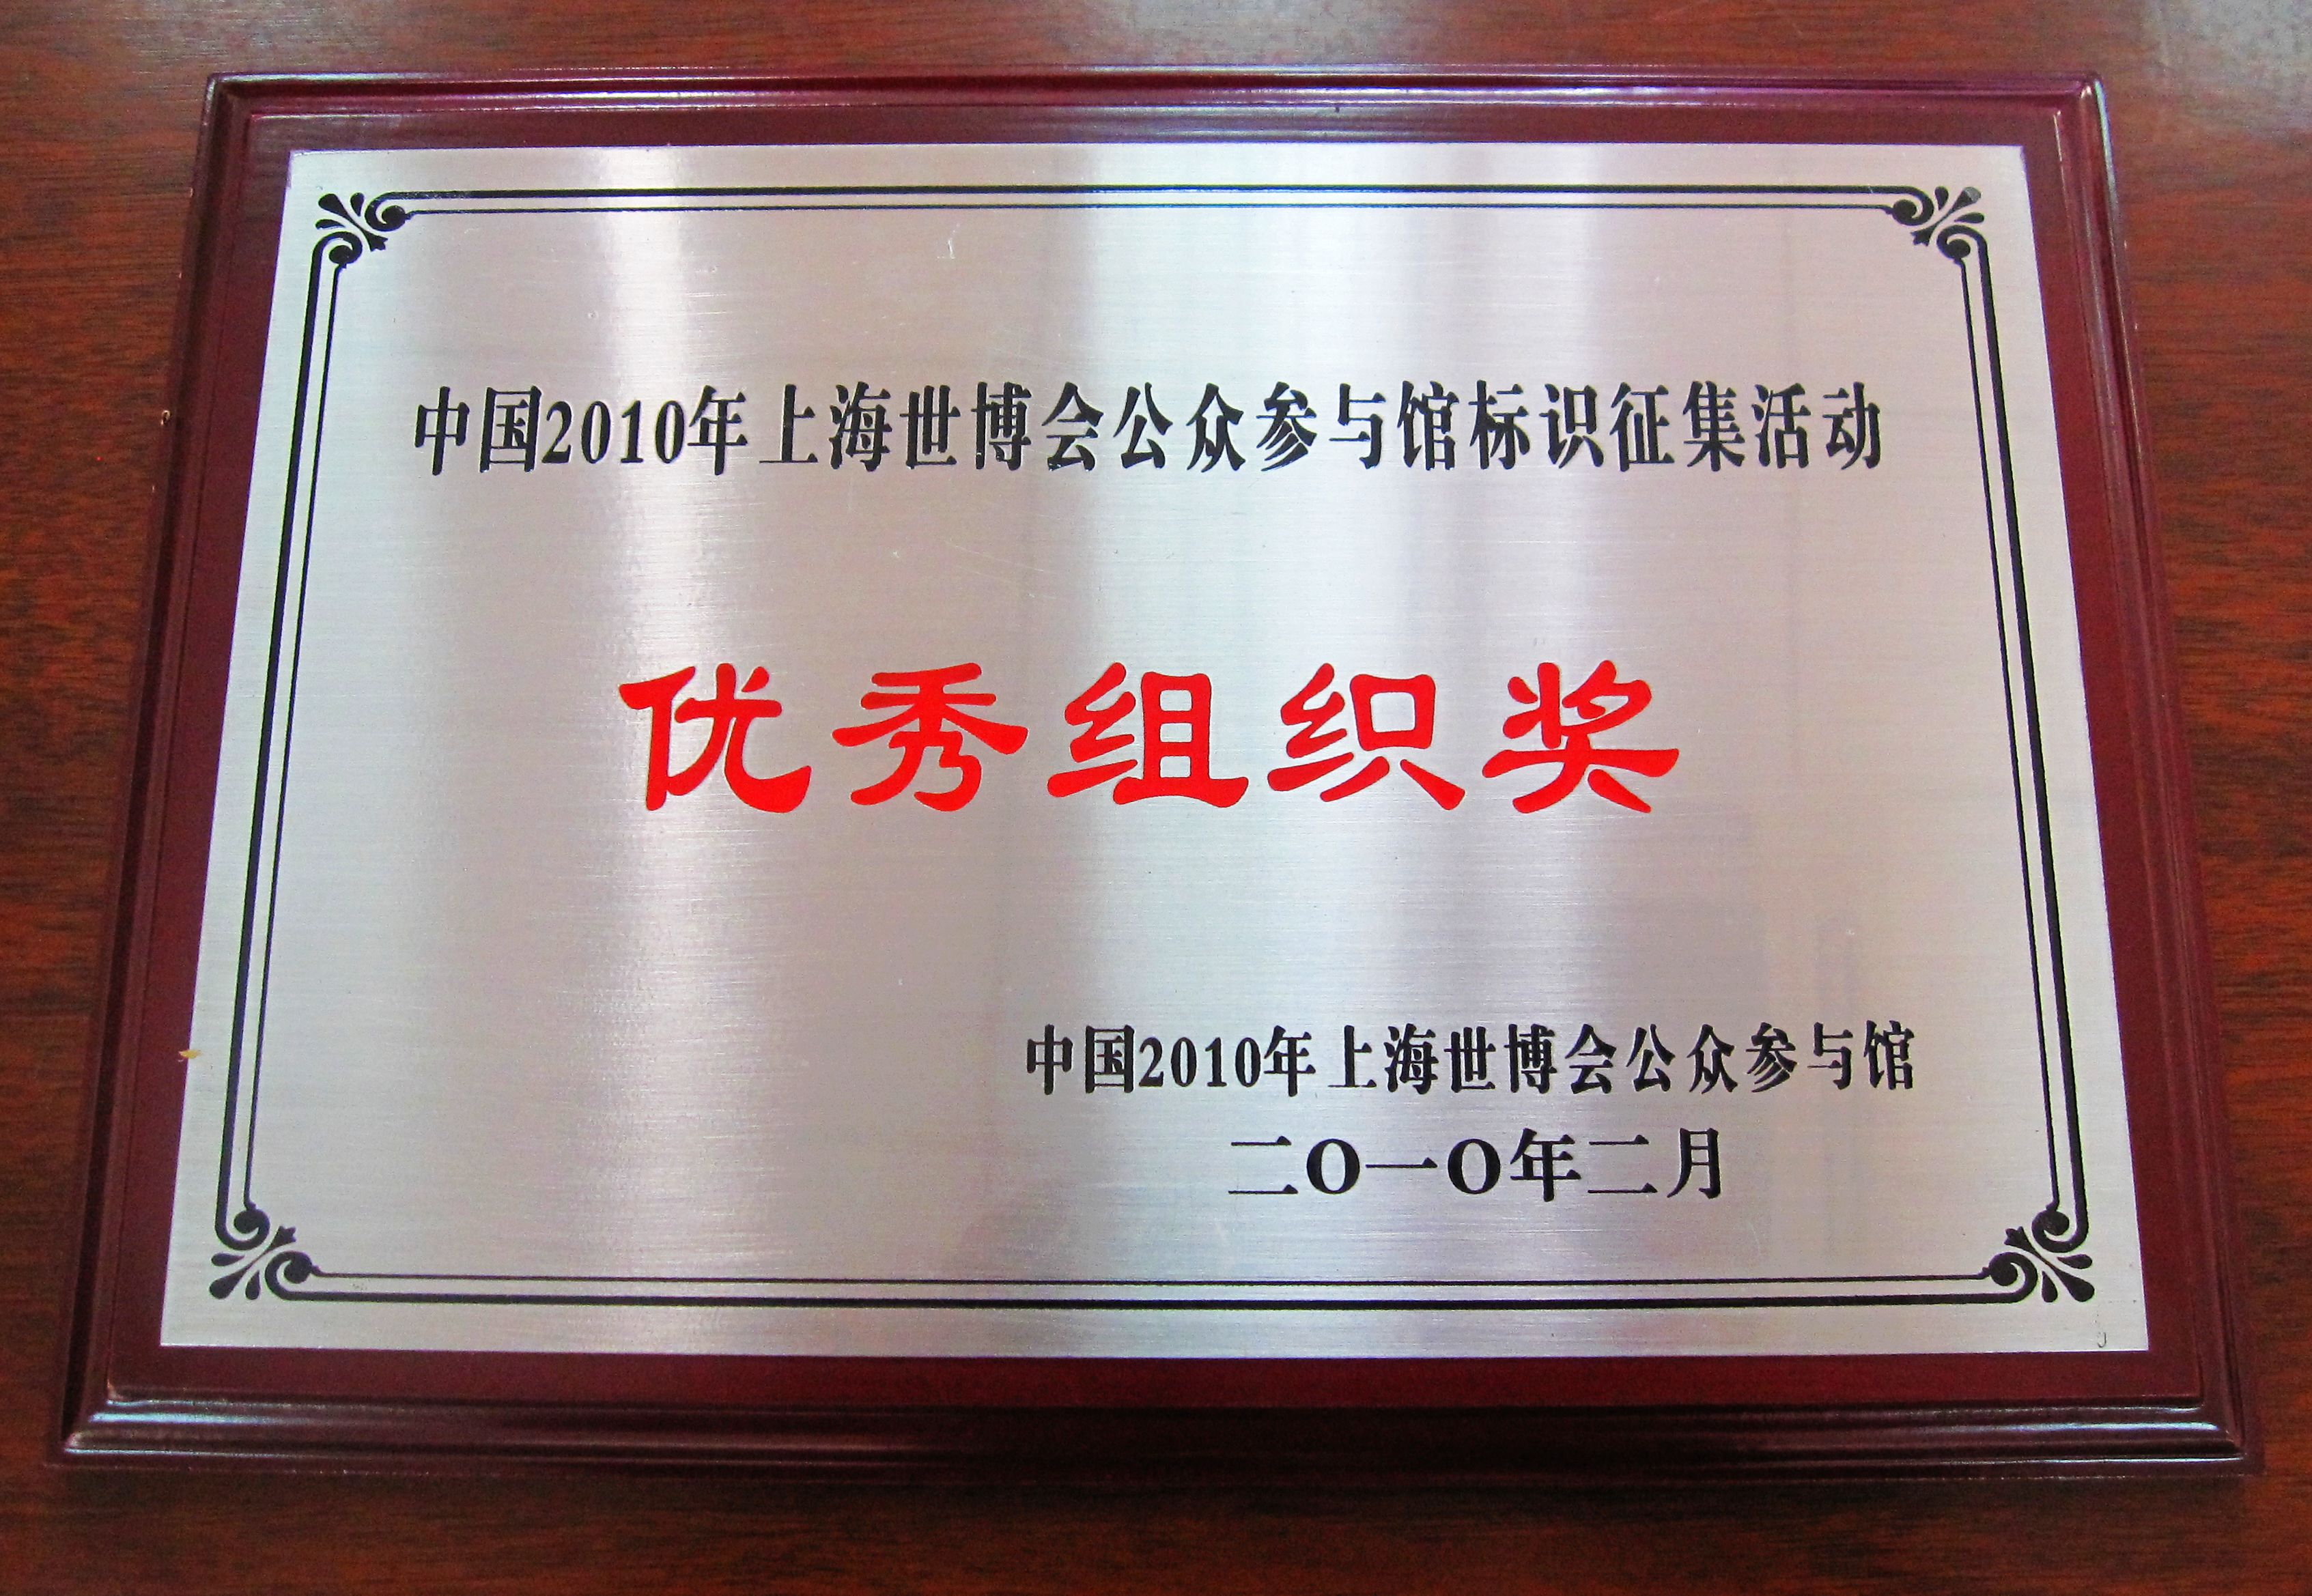 中国2010年上海世博会公众参与馆标识征集活动
优秀组织奖
中国2010年上海世博会公众参与馆
二O一O年二月